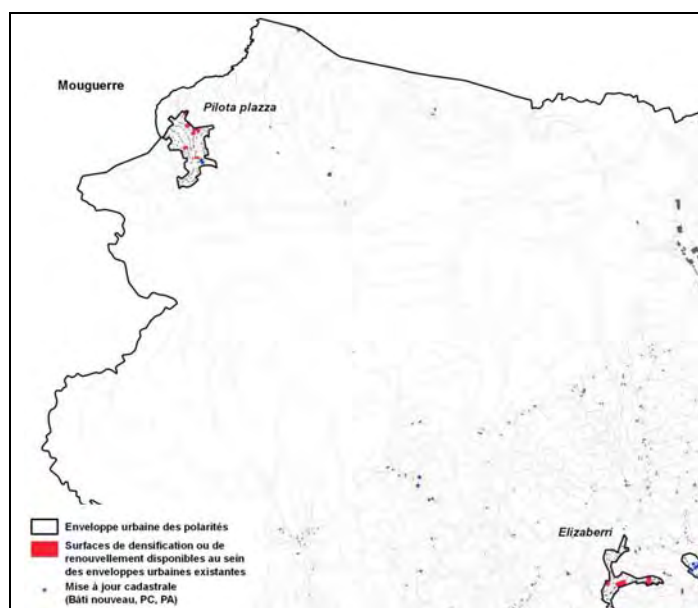 Mouguerre
Pilota plazza
Elizaberri
Enveloppe urbaine des polarités
Surfaces de densification ou de
renouvellement disponibles au sein
des enveloppes urbaines existantes
Mise à jour cadastrale
(Bâti nouveau, PC, PA)